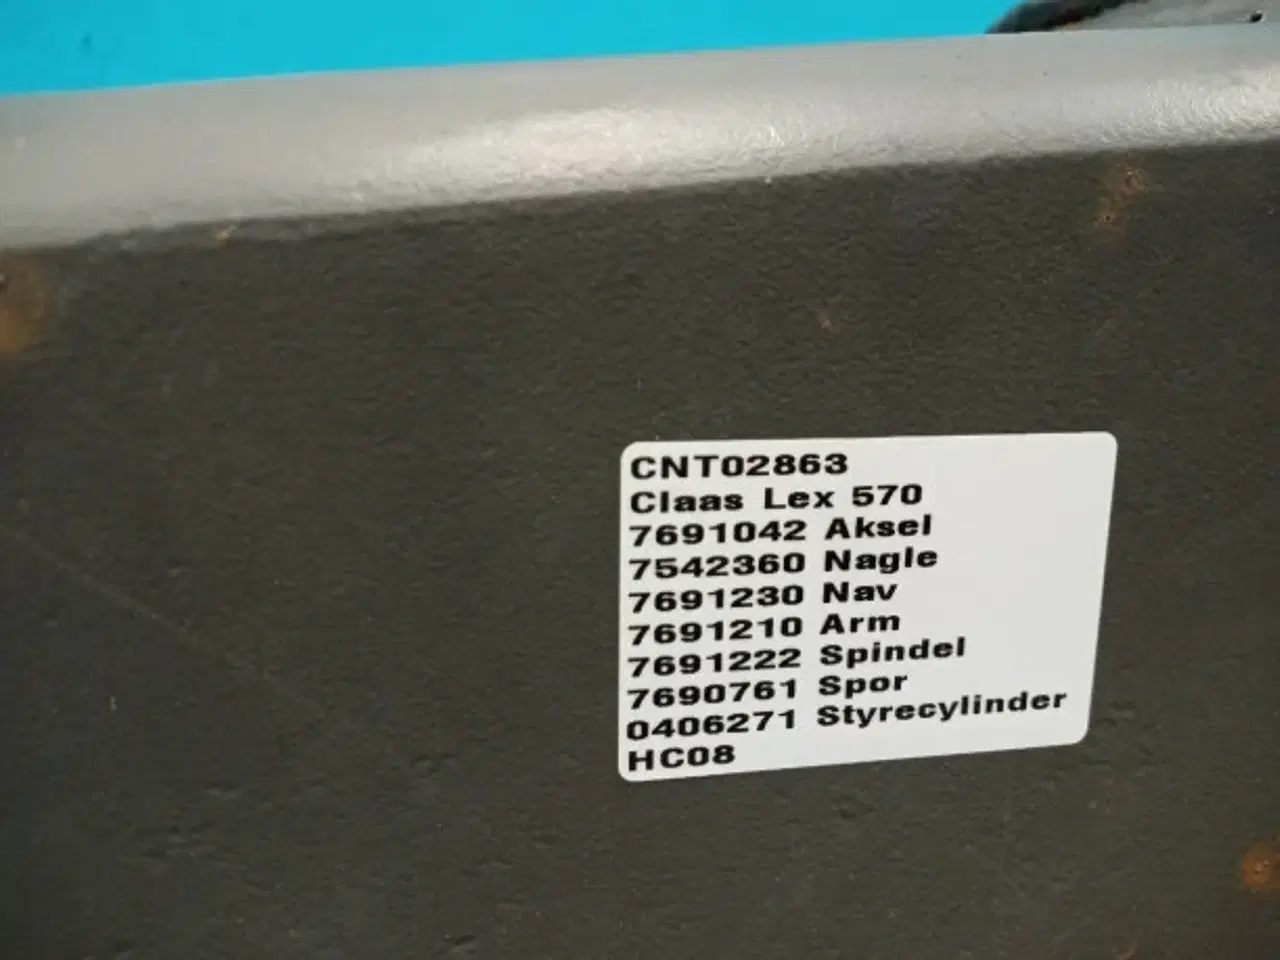 CNT02863
Claas Lex 570
7691042 Aksel
7542360 Nagle
7691230 Nav
7691210 Arm
7691222 Spindel
7690761 Spor
0406271 Styrecylinder
HC08